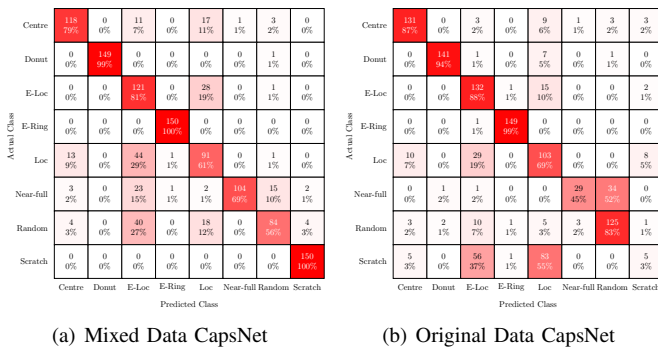 Actual Class
Centre
118 0 11 0 17 1 3 0
79% 0% 7% 0% 11% 1% 2% 0%
Donut
0 149 0 0 0 0 1 0
0% 99% 0% 0% 0% 0% 1% 0%
E-Loc
0 0 121 0 28 0 1 0
0% 0% 81% 0% 19% 0% 1% 0%
E-Ring
0 0 0 150 0 0 0 0
0% 0% 0% 100% 0% 0% 0% 0%
Loc
13 0 44 1 91 0 1 0
9% 0% 29% 1% 61% 0% 1% 0%
Near-full
3 0 23 1 2 104 15 2
2% 0% 15% 1% 1% 69% 10% 1%
Random
4 0 40 0 18 0 84 4
3% 0% 27% 0% 12% 0% 56% 3%
Scratch
0 0 0 0 0 0 0 150
0% 0% 0% 0% 0% 0% 0% 100%
Centre Donut E-Loc E-Ring Loc Near-full Random Scratch
Predicted Class
(a) Mixed Data CapsNet
Actual Class
Centre
131 0 3 0 9 1 3 3
87% 0% 2% 0% 6% 1% 2% 2%
Donut
0 141 1 0 7 0 1 0
0% 94% 1% 0% 5% 0% 1% 0%
E-Loc
0 0 132 1 15 0 0 2
0% 0% 88% 1% 10% 0% 0% 1%
E-Ring
0 0 1 149 0 0 0 0
0% 0% 1% 99% 0% 0% 0% 0%
Loc
10 0 29 0 103 0 0 8
7% 0% 19% 0% 69% 0% 0% 5%
Near-full
0 1 1 0 0 29 34 0
0% 2% 2% 0% 0% 45% 52% 0%
Random
3 2 10 1 5 3 125 1
2% 1% 7% 1% 3% 2% 83% 1%
Scratch
5 0 56 1 83 0 0 5
3% 0% 37% 1% 55% 0% 0% 3%
Centre Donut E-Loc E-Ring Loc Near-full Random Scratch
Predicted Class
(b) Original Data CapsNet